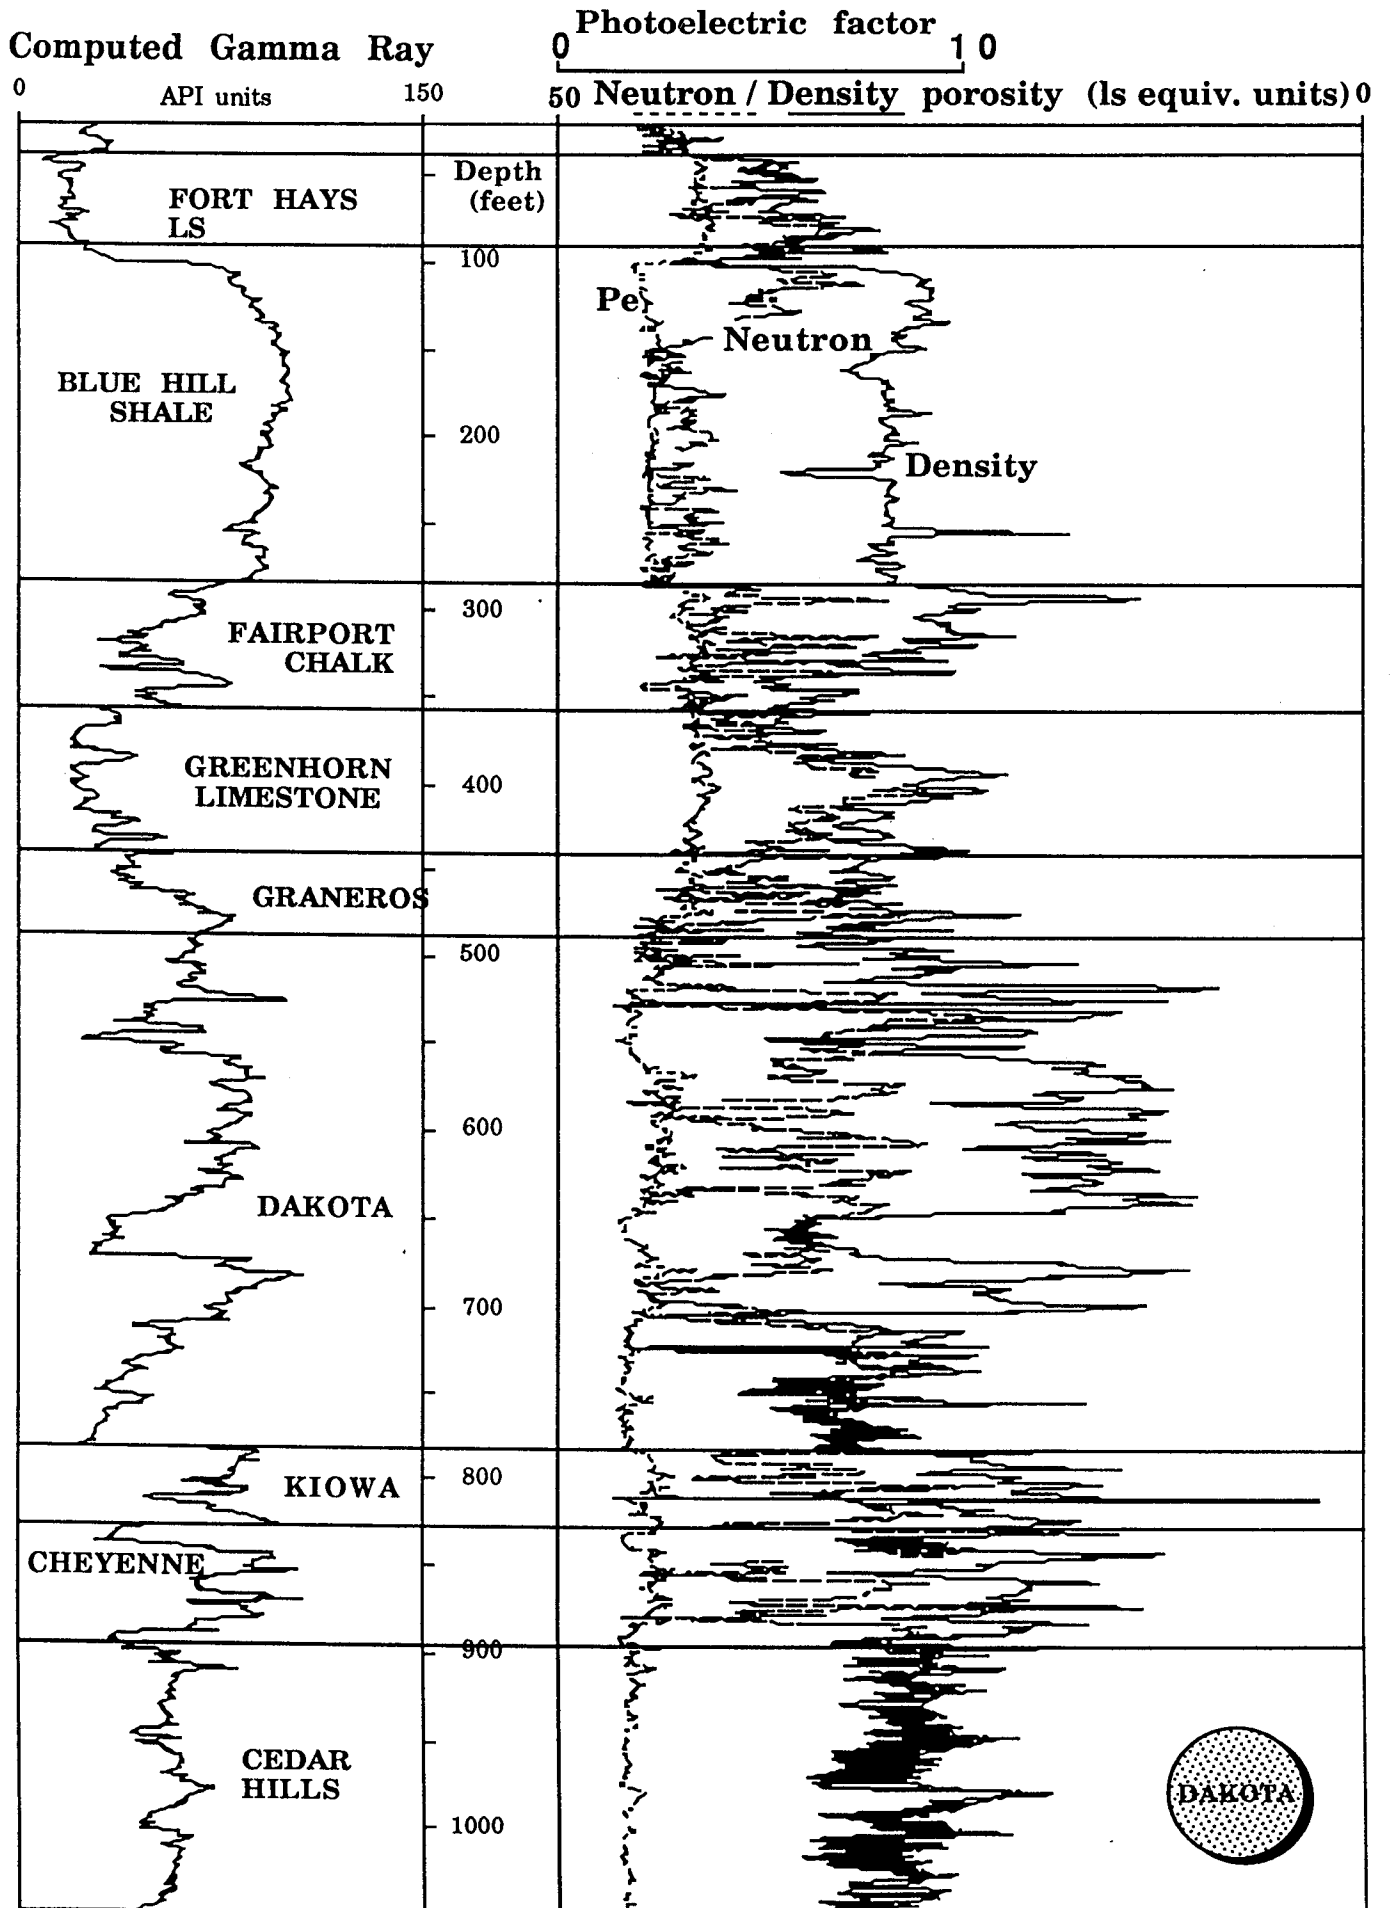 Photoelectric factor
Computed Gamma Ray
0 10
0 API units 150
50 Neutron / Density porosity (ls equiv. units) 0
Depth
(feet)
FORT HAYS
LS
100
Pe
Neutron
BLUE HILL
SHALE
200
Density
300
FAIRPORT
CHALK
GREENHORN
400
LIMESTONE
GRANEROS
500
600
DAKOTA
700
800
KIOWA
CHEYENNE
900
CEDAR
HILLS
DAKOTA
1000